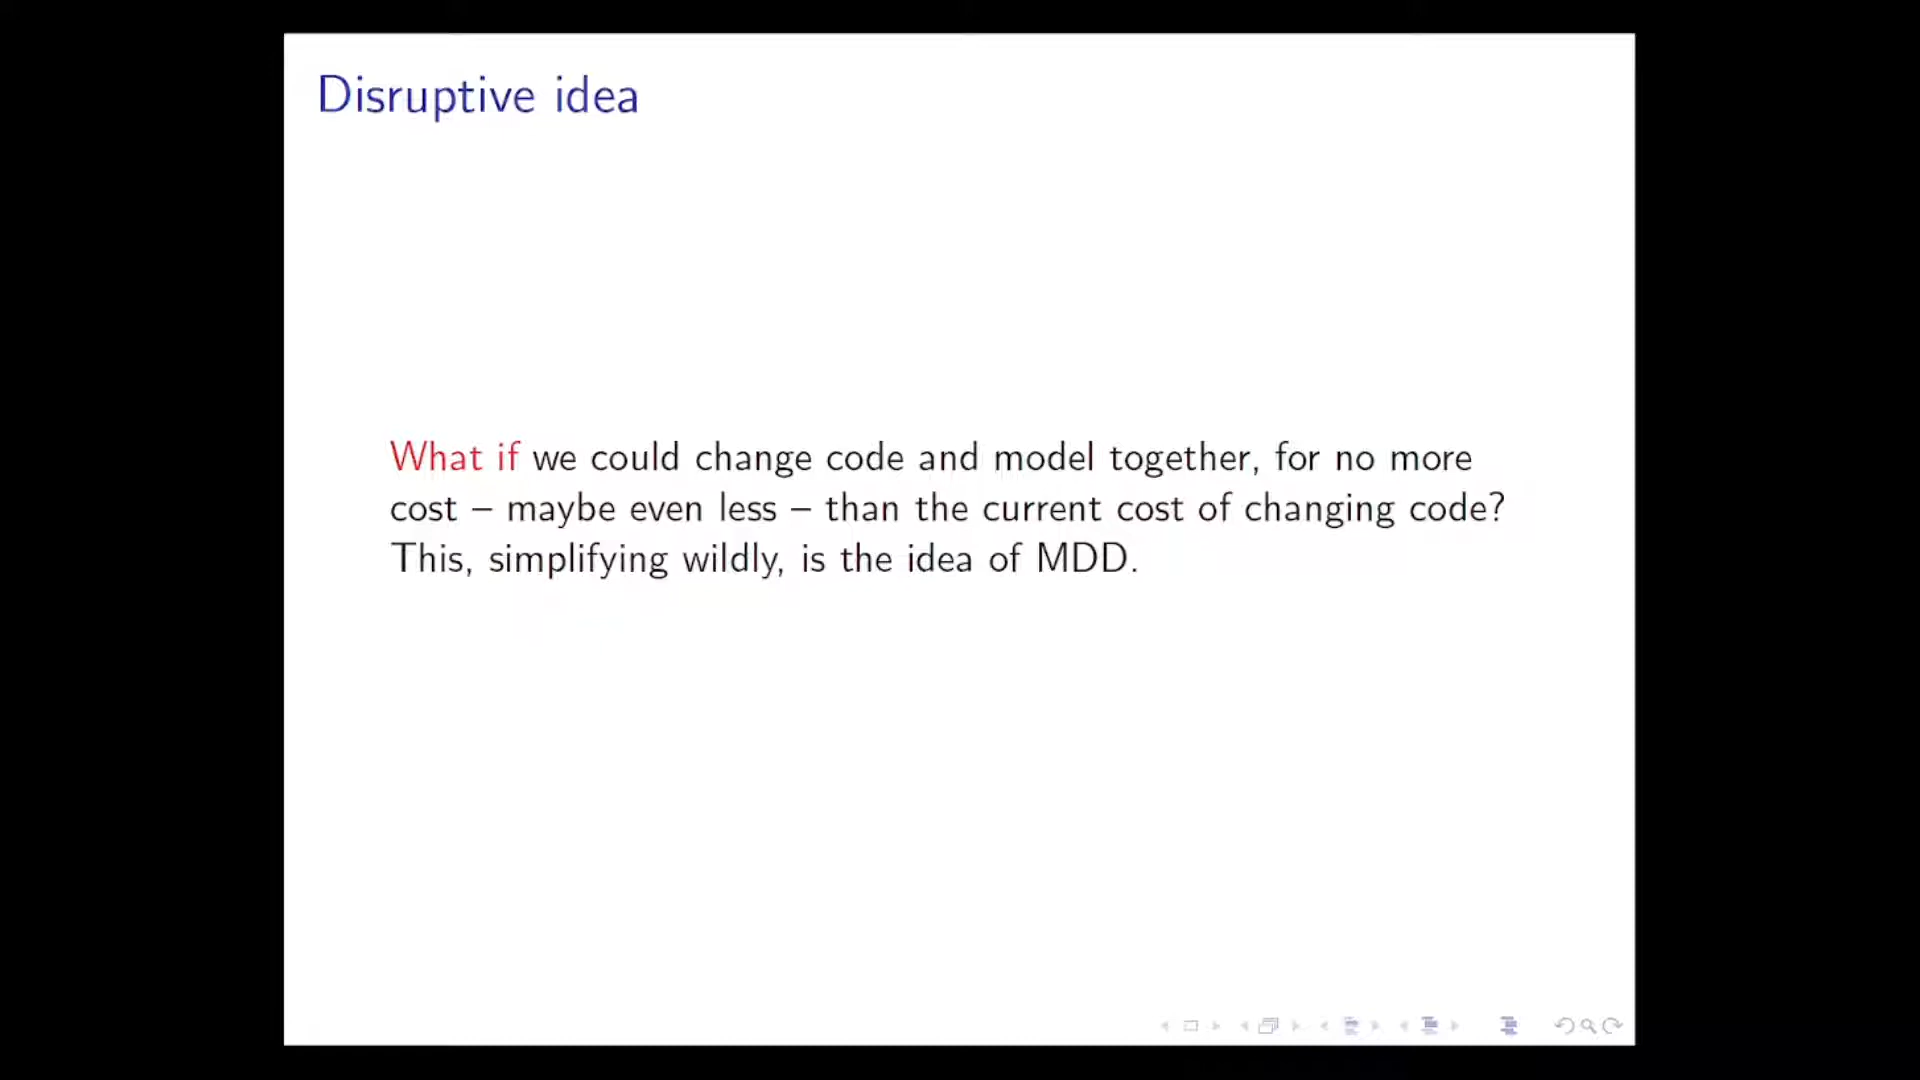 Disruptive idea
What if we could change code and model together, for no more
cost – maybe even less – than the current cost of changing code?
This, simplifying wildly, is the idea of MDD.